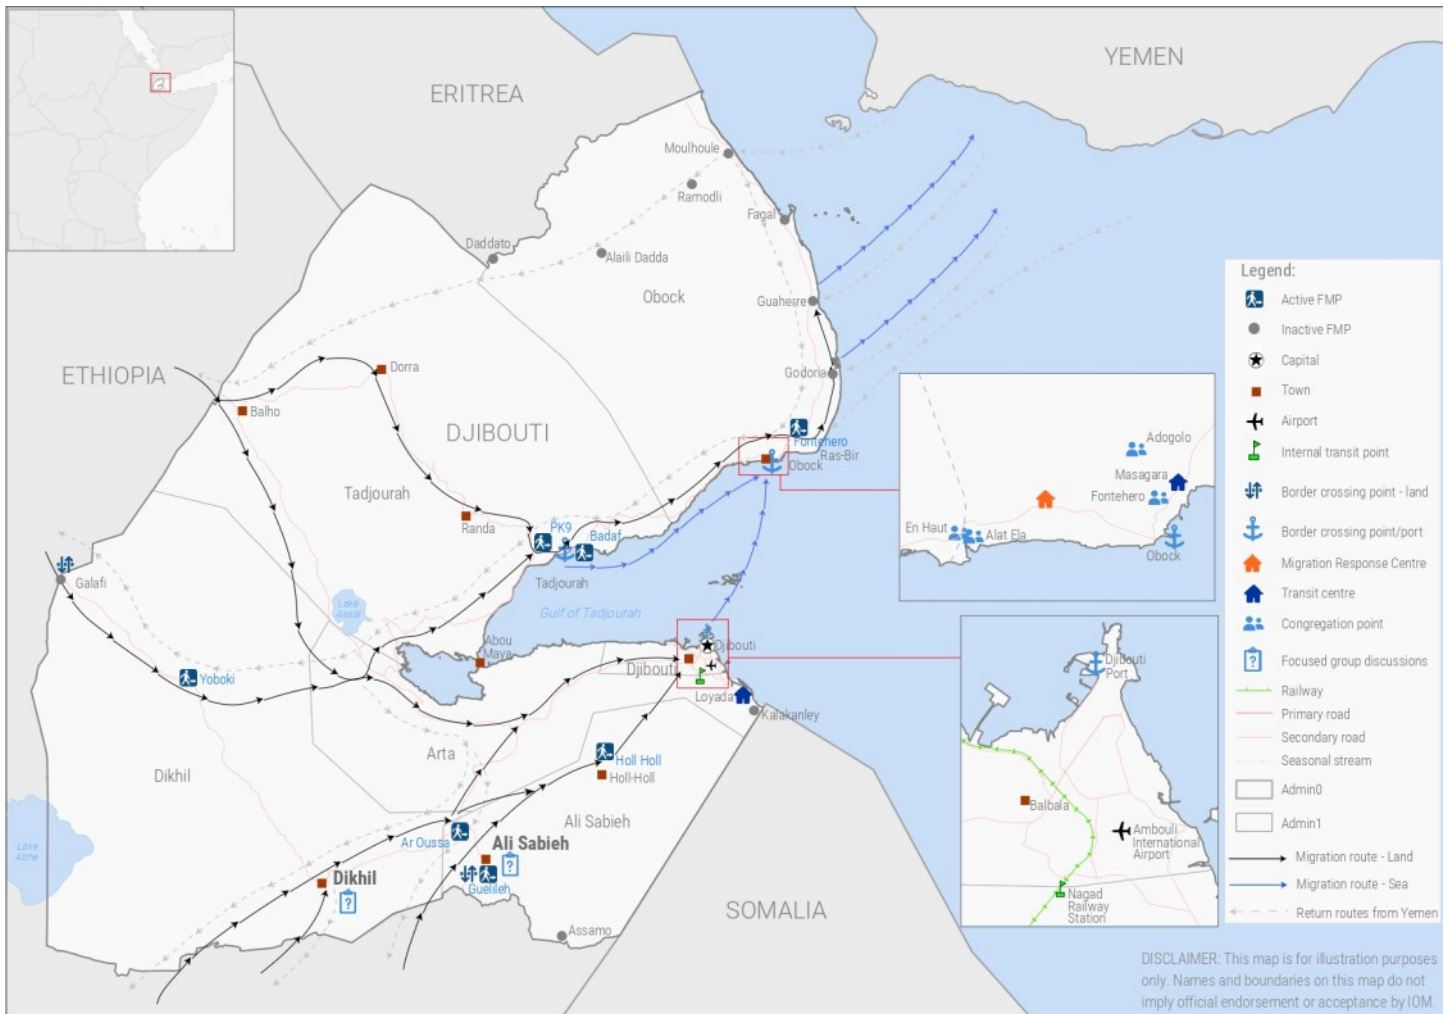 YEMEN
ERITREA
Moulhoule
Ramodli
Fagal
Daddato
Alaili Dadda
Obock
Guaherre
ETHIOPIA
Dorra
Godoria
Balho
DJIBOUTI
Fontehero
Ras-Bir
Obock
Tadjourah
Randa
PK9
Badaf
Tadjourah
Galafi
Lake
Assal
Gulf of Tadjourah
Abou
Maya
Djibouti
Djibouti
Yoboki
Loyada
Kalakanley
Arta
Holl Holl
Holl-Holl
Dikhil
Ali Sabieh
Ar Oussa
Ali Sabieh
Lake
Abhe
Dikhil
Guelileh
SOMALIA
Assamo
Adogolo
Masagara
Fontehero
En Haut
Alat Ela
Obock
Djibouti
Port
Balbala
Ambouli
International
Airport
Nagad
Railway
Station
Legend:
Active FMP
Inactive FMP
Capital
Town
Airport
Internal transit point
Border crossing point - land
Border crossing point/port
Migration Response Centre
Transit centre
Congregation point
Focused group discussions
Railway
Primary road
Secondary road
Seasonal stream
Admin0
Admin1
Migration route - Land
Migration route - Sea
Return routes from Yemen
DISCLAIMER: This map is for illustration purposes
only. Names and boundaries on this map do not
imply official endorsement or acceptance by IOM.